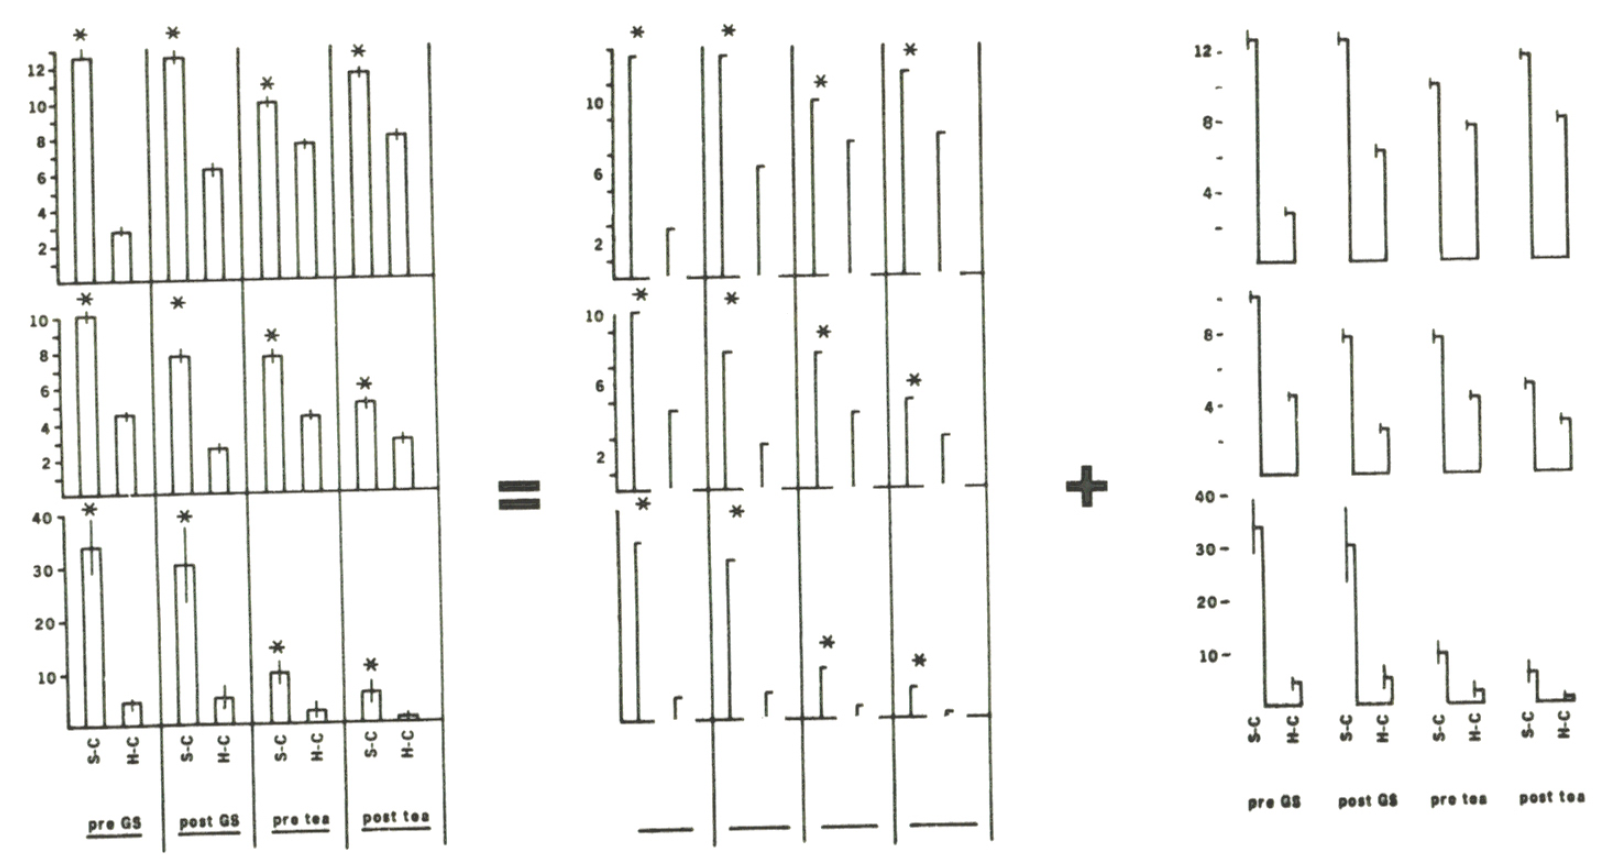 * * * *
12 10 8 6 4 2
* * * *
10 8 6 4 2
* * * *
40 30 20 10
S-C H-C S-C H-C S-C H-C S-C H-C
pre GS post GS pre tea post tea
=
* * * *
10 6 2
* * * *
10 6 2
* * * *
+
12 8 4
8 4
40 30 20 10
S-C H-C S-C H-C S-C H-C S-C H-C
pre GS post GS pre tea post tea